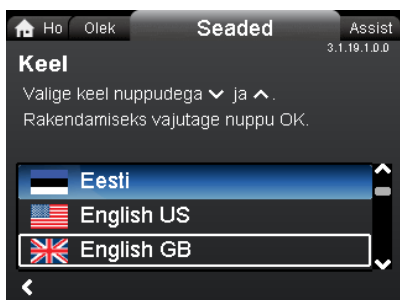 Ho Olek Seaded Assist
3.1.19.1.0.0
Keel
Valige keel nuppudega ja .
Rakendamiseks vajutage nuppu OK.
Eesti
English US
English GB